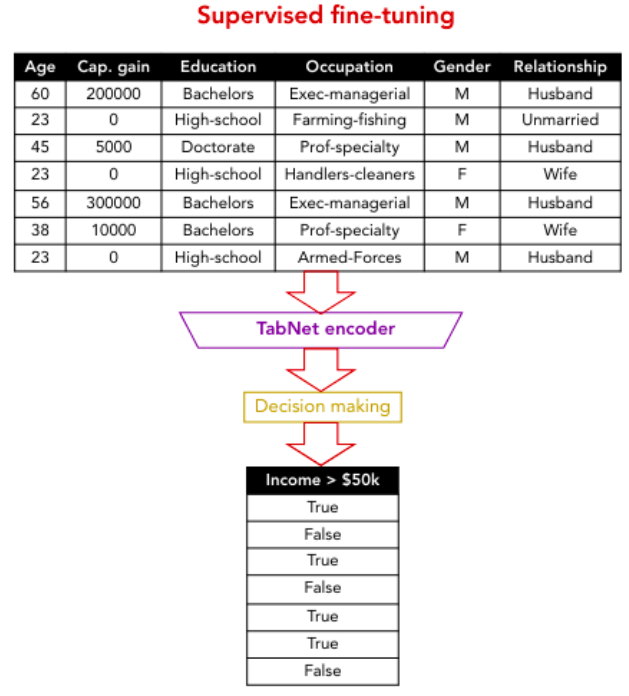 Supervised fine-tuning
Age Cap. gain Education Occupation Gender Relationship
60 200000 Bachelors Exec-managerial M Husband
23 0 High-school Farming-fishing M Unmarried
45 5000 Doctorate Prof-specialty M Husband
23 0 High-school Handlers-cleaners F Wife
56 300000 Bachelors Exec-managerial M Husband
38 10000 Bachelors Prof-specialty F Wife
23 0 High-school Armed-Forces M Husband
TabNet encoder
Decision making
Income > $50k
True
False
True
False
True
True
False